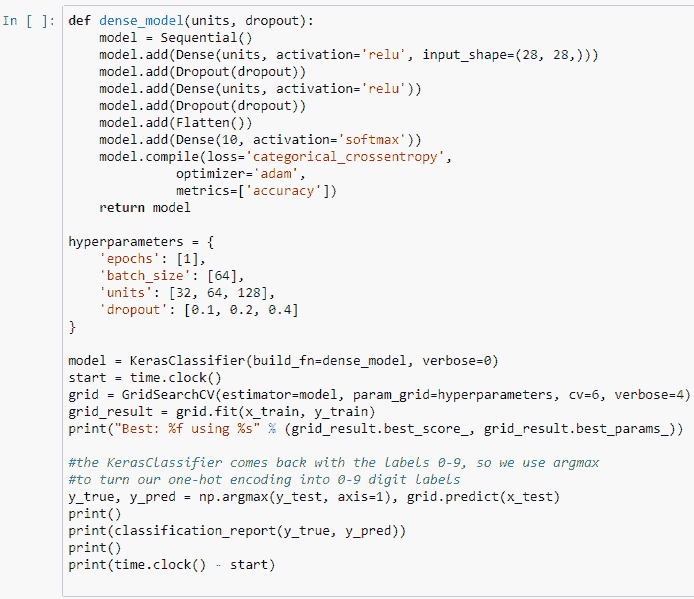 In [ ]: def dense_model(units, dropout):
    model = Sequential()
    model.add(Dense(units, activation='relu', input_shape=(28, 28,)))
    model.add(Dropout(dropout))
    model.add(Dense(units, activation='relu'))
    model.add(Dropout(dropout))
    model.add(Flatten())
    model.add(Dense(10, activation='softmax'))
    model.compile(loss='categorical_crossentropy',
              optimizer='adam',
              metrics=['accuracy'])
    return model

hyperparameters = {
    'epochs': [1],
    'batch_size': [64],
    'units': [32, 64, 128],
    'dropout': [0.1, 0.2, 0.4]
}

model = KerasClassifier(build_fn=dense_model, verbose=0)
start = time.clock()
grid = GridSearchCV(estimator=model, param_grid=hyperparameters, cv=6, verbose=4)
grid_result = grid.fit(x_train, y_train)
print("Best: %f using %s" % (grid_result.best_score_, grid_result.best_params_))

#the KerasClassifier comes back with the labels 0-9, so we use argmax
#to turn our one-hot encoding into 0-9 digit labels
y_true, y_pred = np.argmax(y_test, axis=1), grid.predict(x_test)
print()
print(classification_report(y_true, y_pred))
print()
print(time.clock() - start)